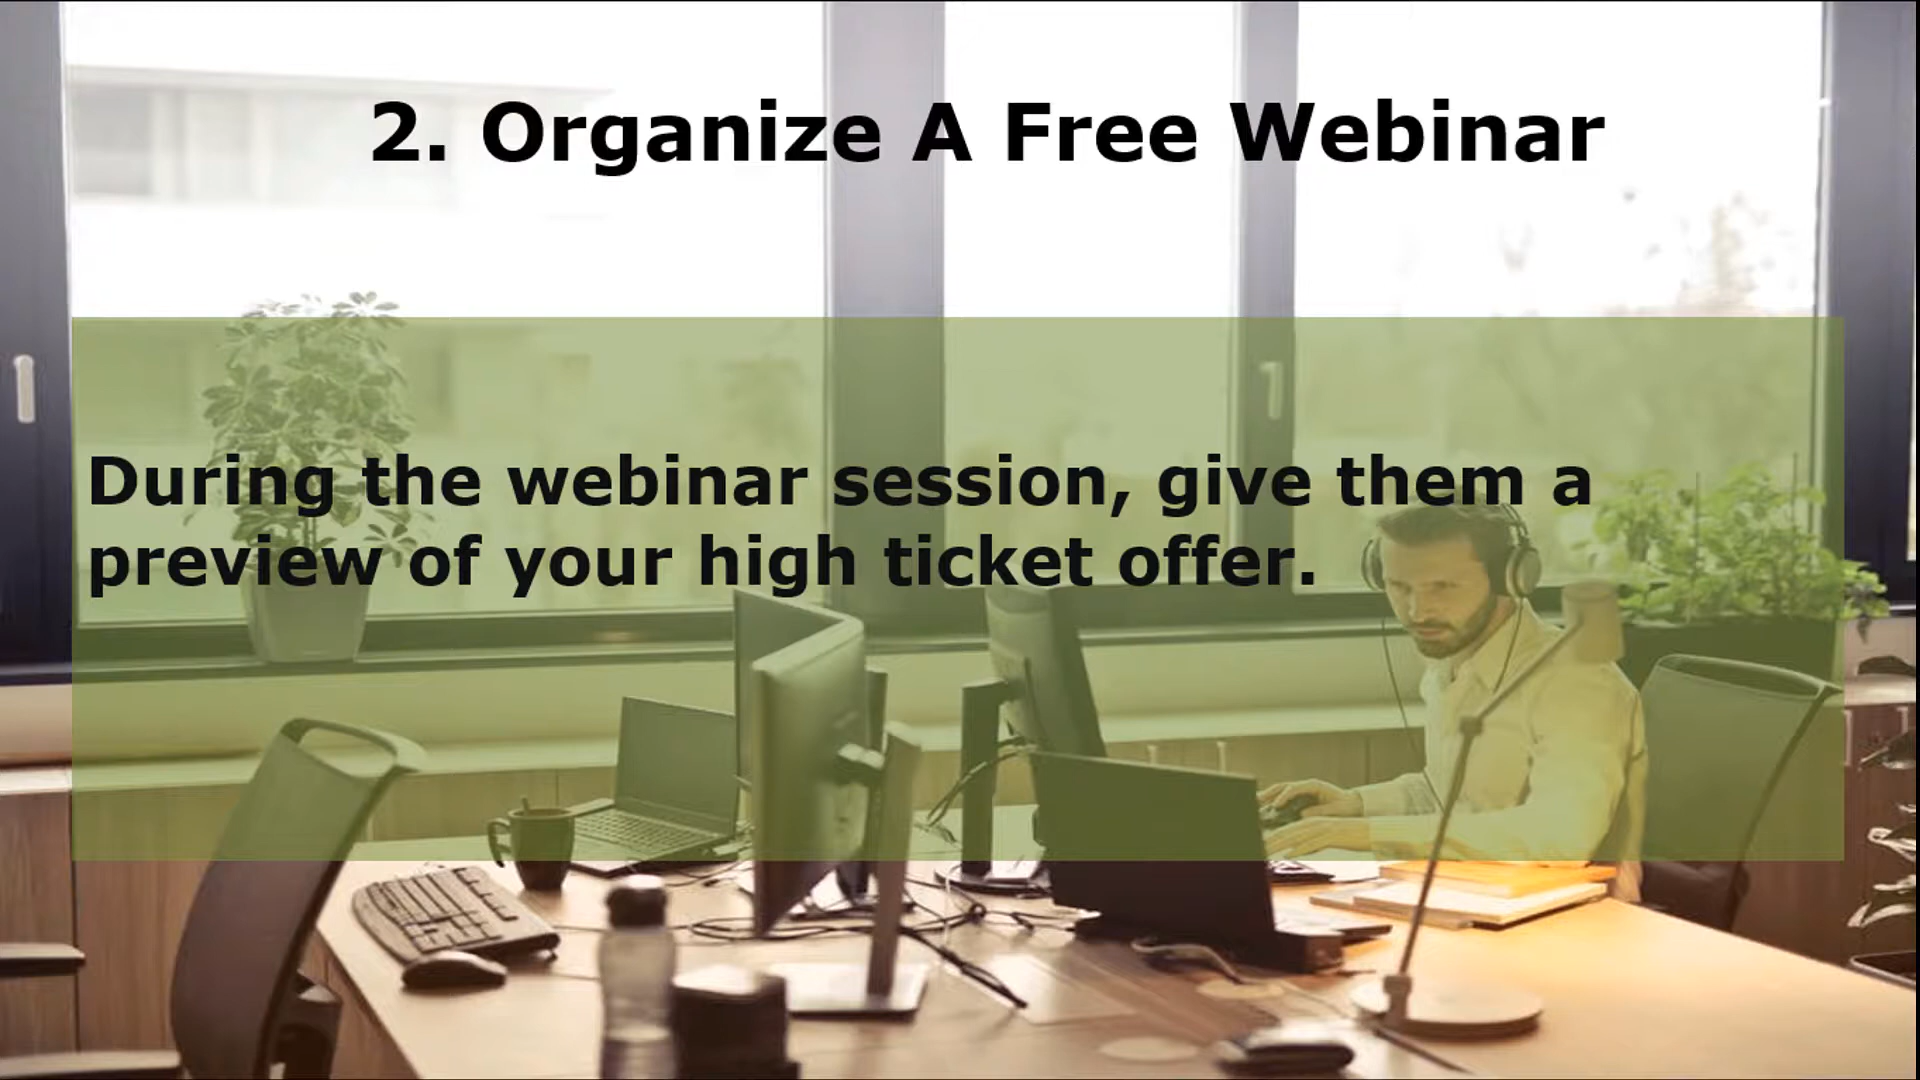 2. Organize A Free Webinar
During the webinar session, give them a
preview of your high ticket offer.